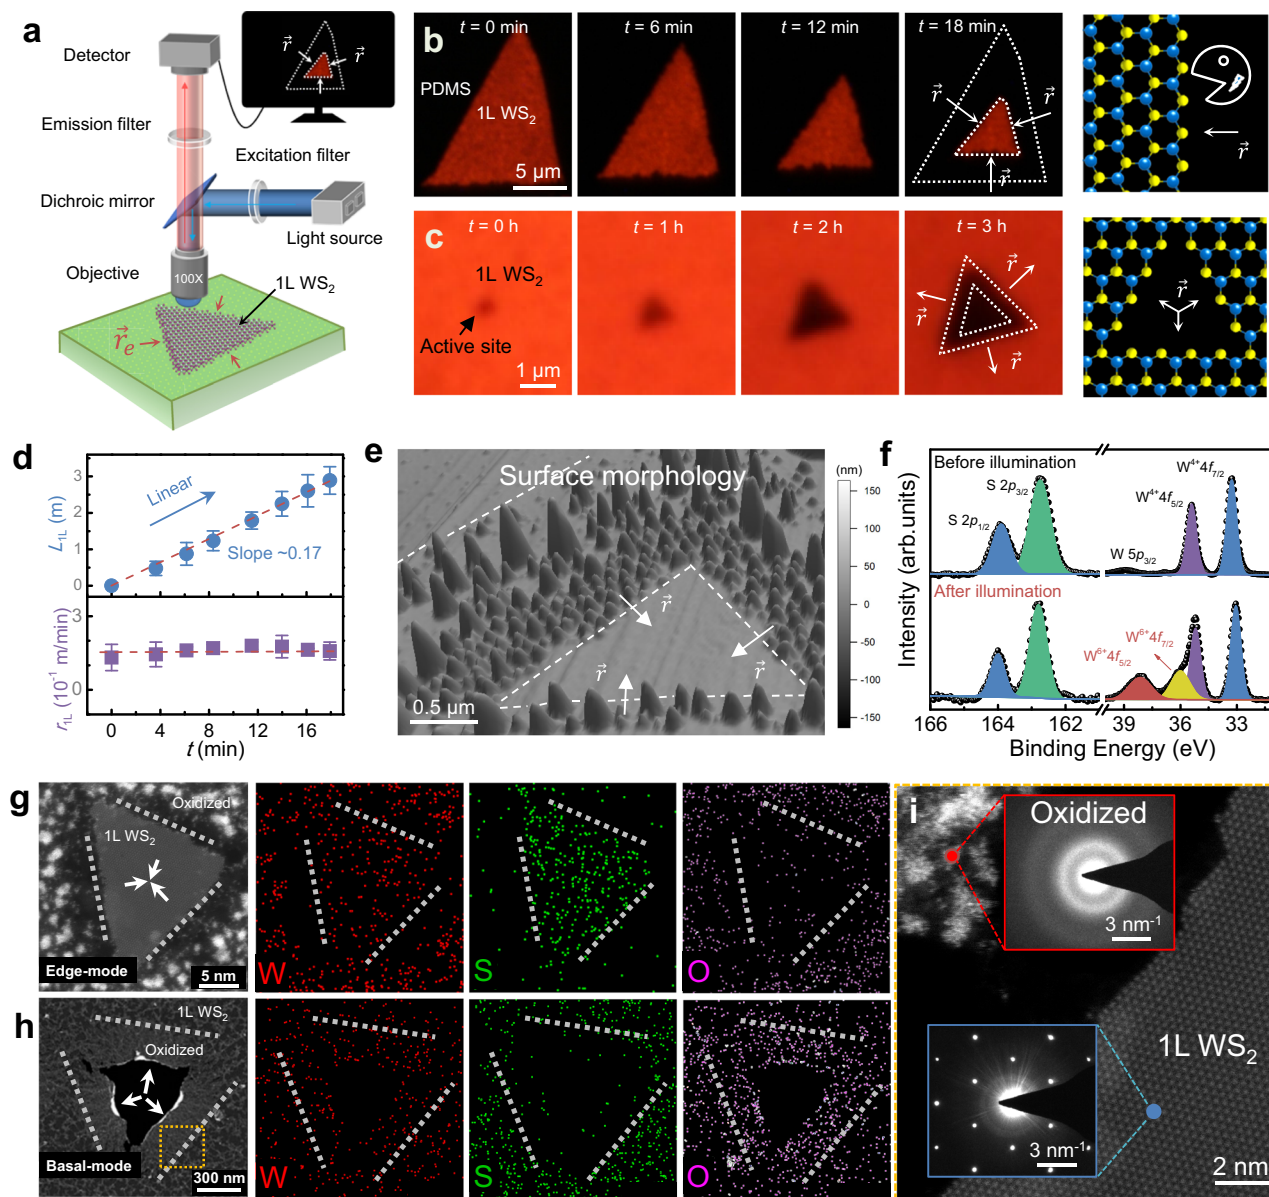 a
Detector
Emission filter
Excitation filter
Dichroic mirror
Light source
Objective
100X
1L WS₂
r⃗
r⃗
r⃗
r⃗ₑ
b
t = 0 min
t = 6 min
t = 12 min
t = 18 min
PDMS
1L WS₂
5 µm
r⃗
r⃗
r⃗
r⃗
c
t = 0 h
t = 1 h
t = 2 h
t = 3 h
1L WS₂
Active site
1 µm
r⃗
r⃗
r⃗
r⃗
d
L₁L (m)
3
2
1
0
Linear
Slope ~0.17
r₁L (10⁻¹ m/min)
3
0
0 4 8 12 16
t (min)
e
Surface morphology
r⃗
r⃗
r⃗
0.5 µm
(nm)
150
100
50
0
-50
-100
-150
f
Intensity (arb.units)
Before illumination
S 2p3/2
S 2p1/2
W⁴⁺4f7/2
W⁴⁺4f5/2
W 5p3/2
After illumination
W⁶⁺4f7/2
W⁶⁺4f5/2
166 164 162 39 36 33
Binding Energy (eV)
g
Oxidized
1L WS₂
Edge-mode
5 nm
W
S
O
h
1L WS₂
Oxidized
Basal-mode
300 nm
W
S
O
i
Oxidized
3 nm⁻¹
1L WS₂
3 nm⁻¹
2 nm